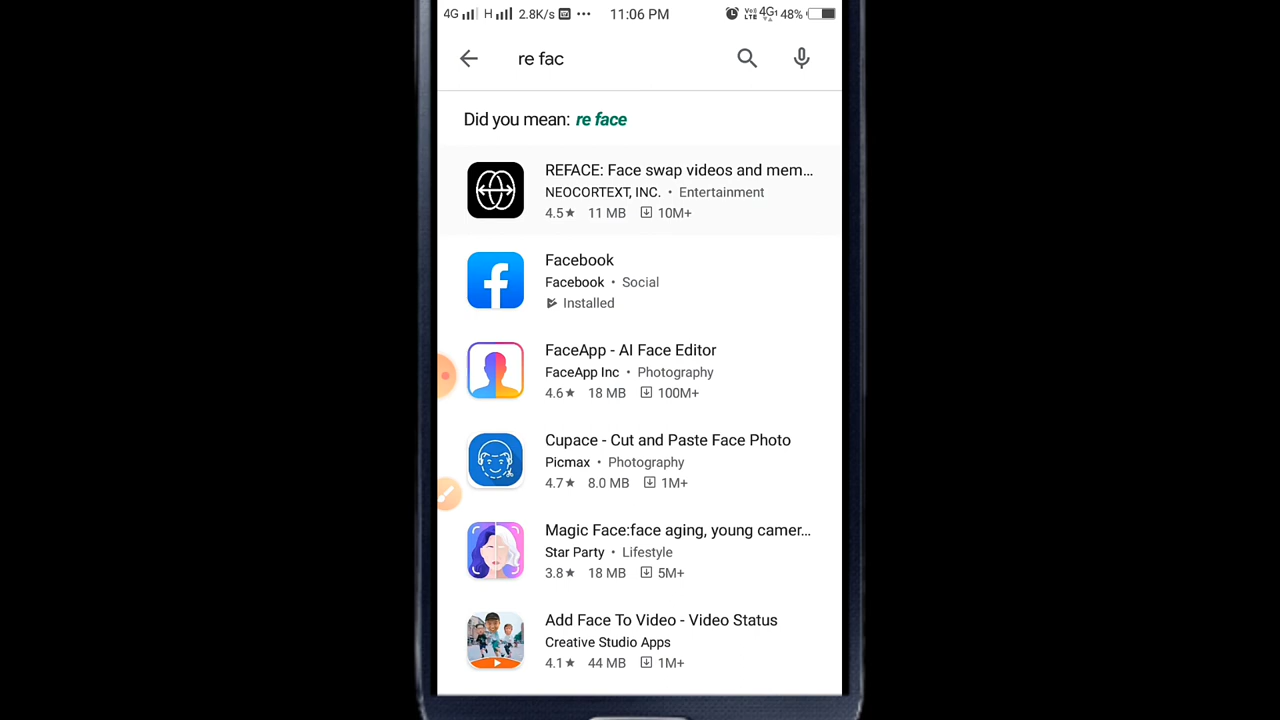 4G H 2.8K/s ••• 11:06 PM VoLTE 4G1 48%
re fac
Did you mean: re face
REFACE: Face swap videos and mem...
NEOCORTEXT, INC. • Entertainment
4.5★ 11 MB 10M+
Facebook
Facebook • Social
Installed
FaceApp - AI Face Editor
FaceApp Inc • Photography
4.6★ 18 MB 100M+
Cupace - Cut and Paste Face Photo
Picmax • Photography
4.7★ 8.0 MB 1M+
Magic Face:face aging, young camer...
Star Party • Lifestyle
3.8★ 18 MB 5M+
Add Face To Video - Video Status
Creative Studio Apps
4.1★ 44 MB 1M+